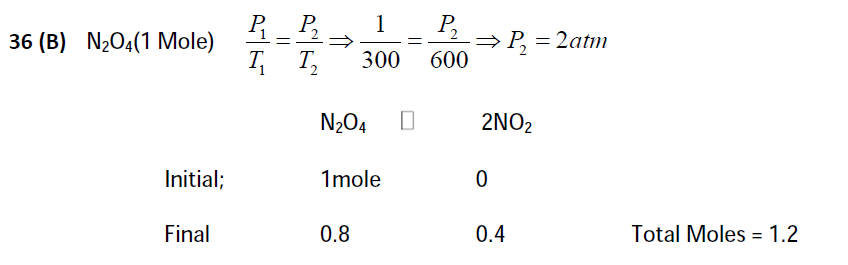 36 (B) N₂O₄(1 Mole) P₁/T₁ = P₂/T₂ ⇒ 1/300 = P₂/600 ⇒ P₂ = 2atm
N₂O₄ □ 2NO₂
Initial; 1mole 0
Final 0.8 0.4 Total Moles = 1.2